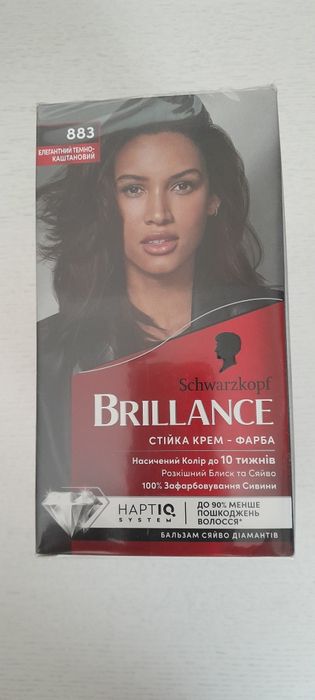 883
ЕЛЕГАНТНИЙ ТЕМНО-
КАШТАНОВИЙ
Schwarzkopf
BRILLANCE
СТІЙКА КРЕМ - ФАРБА
Насичений Колір до 10 тижнів
Розкішний Блиск та Сяйво
100% Зафарбовування Сивини
HAPTIQ
SYSTEM
ДО 90% МЕНШЕ
ПОШКОДЖЕНЬ
ВОЛОССЯ*
БАЛЬЗАМ СЯЙВО ДІАМАНТІВ